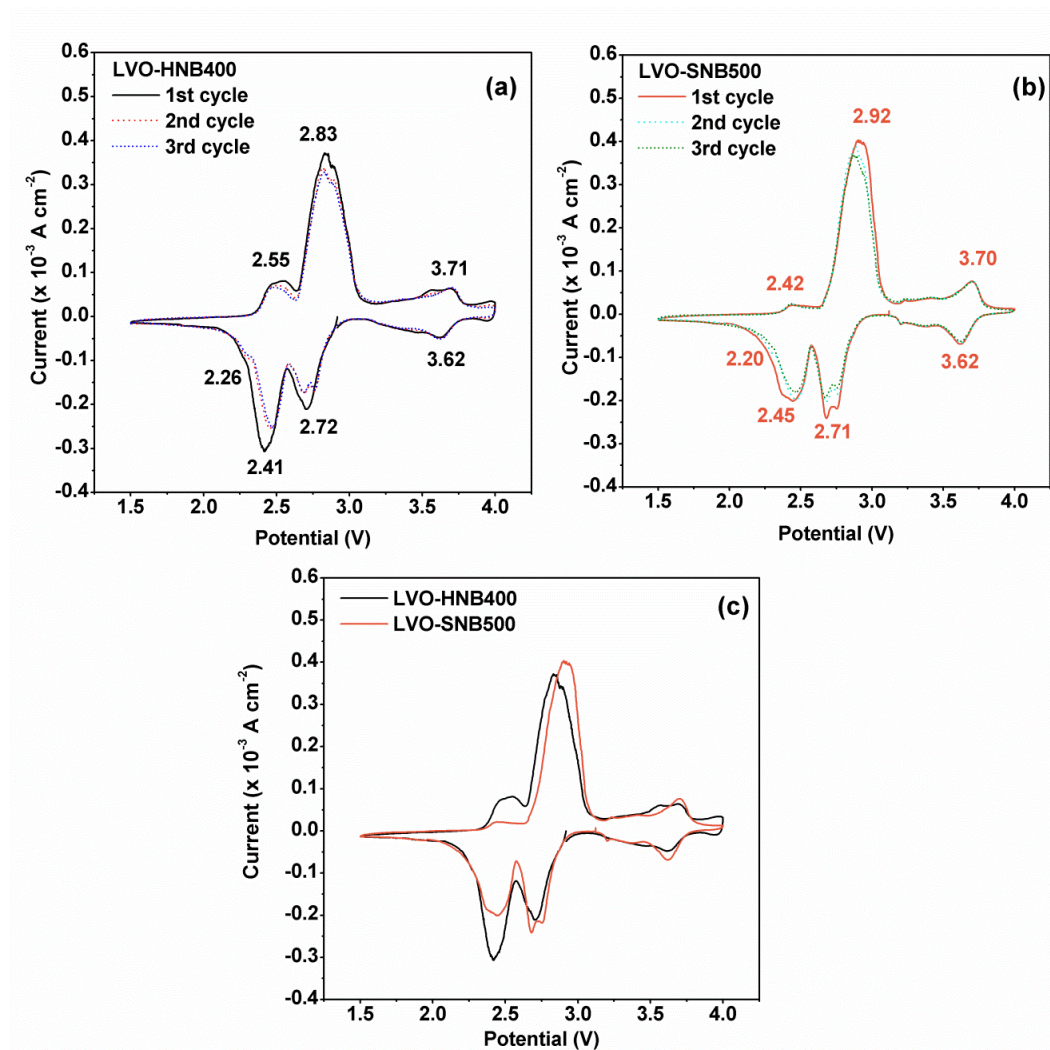 LVO-HNB400
1st cycle
2nd cycle
3rd cycle
(a)
2.83
2.55
3.71
2.26
2.41
2.72
3.62
0.6
0.5
0.4
0.3
0.2
0.1
0.0
-0.1
-0.2
-0.3
-0.4
Current (x 10⁻³ A cm⁻²)
1.5 2.0 2.5 3.0 3.5 4.0
Potential (V)
LVO-SNB500
1st cycle
2nd cycle
3rd cycle
(b)
2.92
2.42
3.70
2.20
2.45
2.71
3.62
0.6
0.5
0.4
0.3
0.2
0.1
0.0
-0.1
-0.2
-0.3
-0.4
Current (x 10⁻³ A cm⁻²)
1.5 2.0 2.5 3.0 3.5 4.0
Potential (V)
LVO-HNB400
LVO-SNB500
(c)
0.6
0.5
0.4
0.3
0.2
0.1
0.0
-0.1
-0.2
-0.3
-0.4
Current (x 10⁻³ A cm⁻²)
1.5 2.0 2.5 3.0 3.5 4.0
Potential (V)